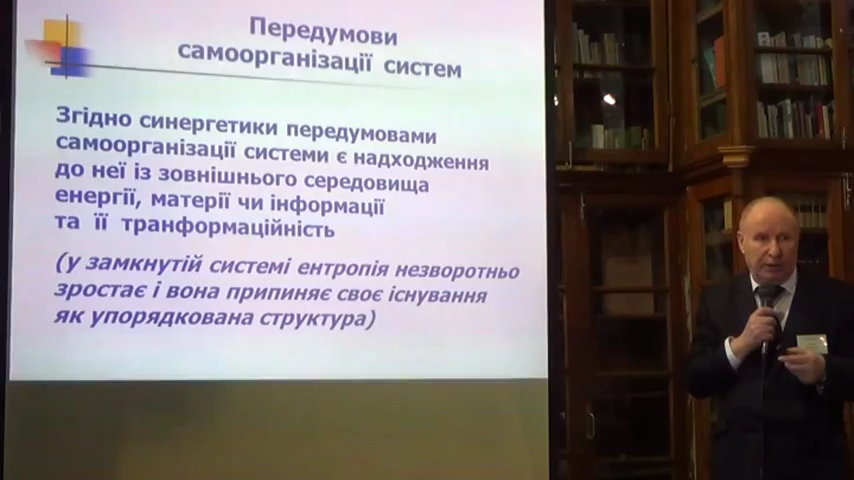 Передумови
самоорганізації систем
Згідно синергетики передумовами
самоорганізації системи є надходження
до неї із зовнішнього середовища
енергії, матерії чи інформації
та її транформаційність
(у замкнутій системі ентропія незворотньо
зростає і вона припиняє своє існування
як упорядкована структура)